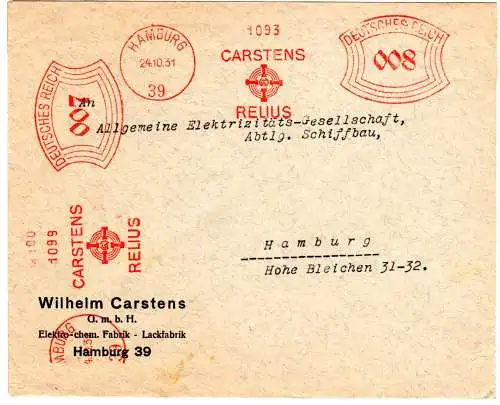 HAMBURG
24.10.31
39
1093
CARSTENS
RELIUS
DEUTSCHES REICH
008
DEUTSCHES REICH
007
An
Allgemeine Elektrizitäts-Gesellschaft,
Abtlg. Schiffbau,
Hamburg
Hohe Bleichen 31-32.
1099
CARSTENS
RELIUS
Wilhelm Carstens
G. m. b. H.
Elektro-chem. Fabrik - Lackfabrik
Hamburg 39
MBURG